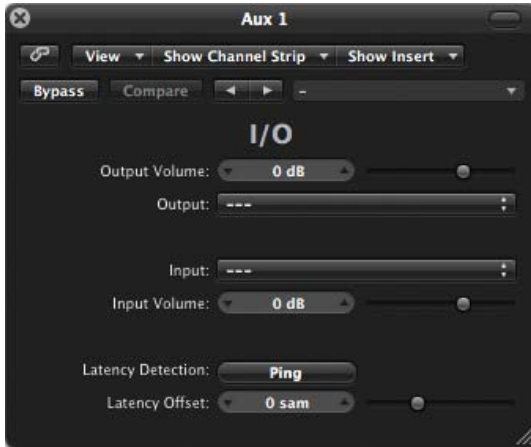 Aux 1
View Show Channel Strip Show Insert
Bypass Compare -
I/O
Output Volume: 0 dB
Output: ---
Input: ---
Input Volume: 0 dB
Latency Detection: Ping
Latency Offset: 0 sam